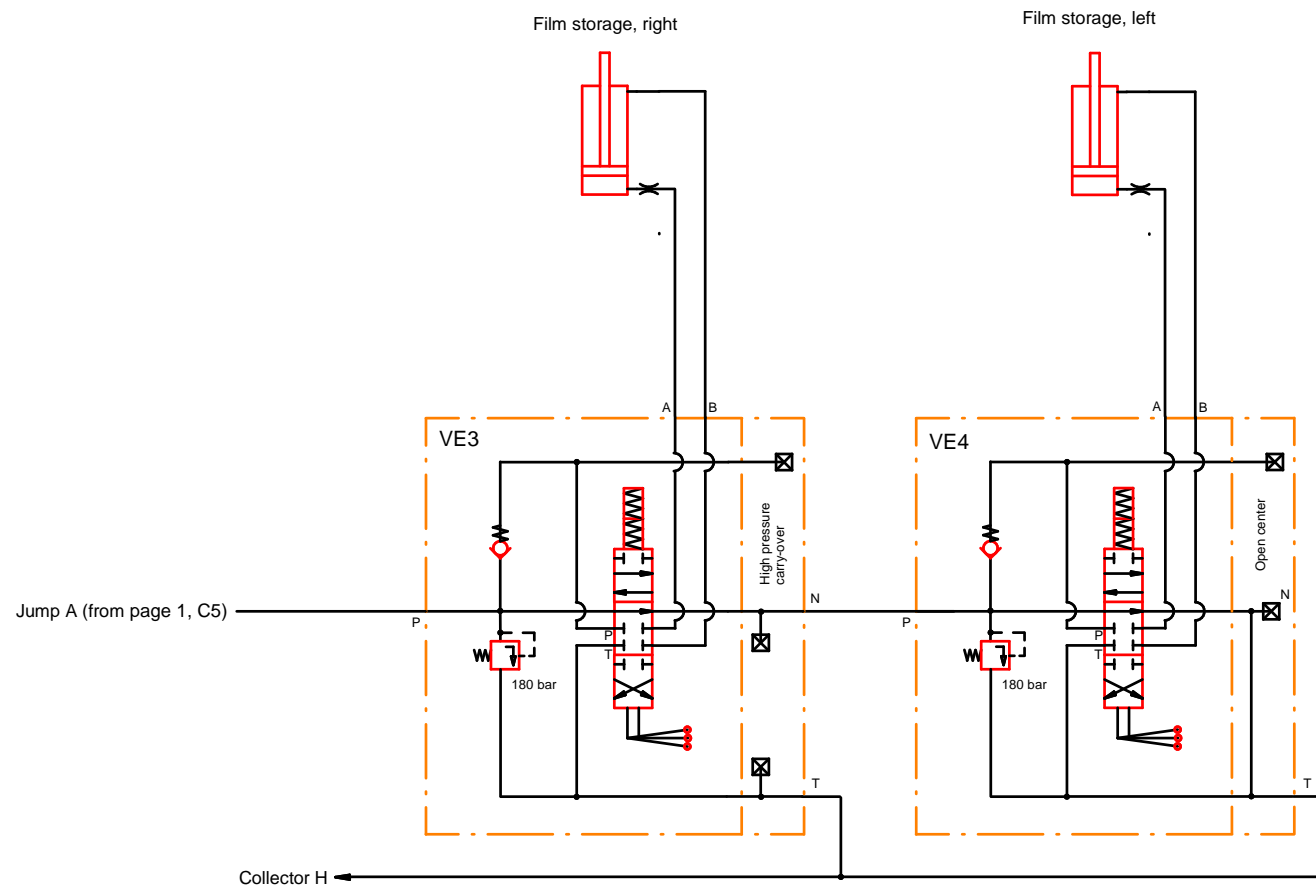 Film storage, right
Film storage, left
A
B
A
B
VE3
VE4
High pressure
carry-over
Open center
Jump A (from page 1, C5)
P
N
P
N
P
T
P
T
180 bar
180 bar
T
T
Collector H